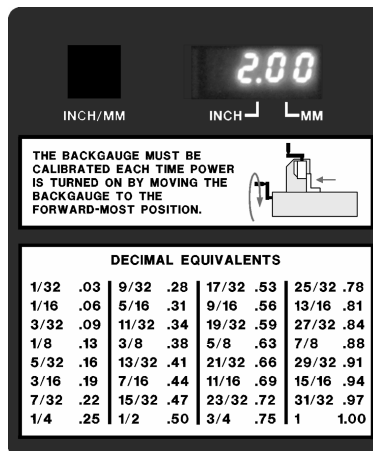 2.00
INCH/MM INCH MM
THE BACKGAUGE MUST BE
CALIBRATED EACH TIME POWER
IS TURNED ON BY MOVING THE
BACKGAUGE TO THE
FORWARD-MOST POSITION.
DECIMAL EQUIVALENTS
1/32 .03 9/32 .28 17/32 .53 25/32 .78
1/16 .06 5/16 .31 9/16 .56 13/16 .81
3/32 .09 11/32 .34 19/32 .59 27/32 .84
1/8 .13 3/8 .38 5/8 .63 7/8 .88
5/32 .16 13/32 .41 21/32 .66 29/32 .91
3/16 .19 7/16 .44 11/16 .69 15/16 .94
7/32 .22 15/32 .47 23/32 .72 31/32 .97
1/4 .25 1/2 .50 3/4 .75 1 1.00